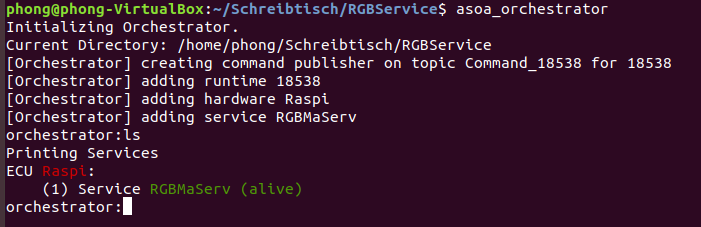 phong@phong-VirtualBox:~/Schreibtisch/RGBService$ asoa_orchestrator
Initializing Orchestrator.
Current Directory: /home/phong/Schreibtisch/RGBService
[Orchestrator] creating command publisher on topic Command_18538 for 18538
[Orchestrator] adding runtime 18538
[Orchestrator] adding hardware Raspi
[Orchestrator] adding service RGBMaServ
orchestrator:ls
Printing Services
ECU Raspi:
    (1) Service RGBMaServ (alive)
orchestrator: